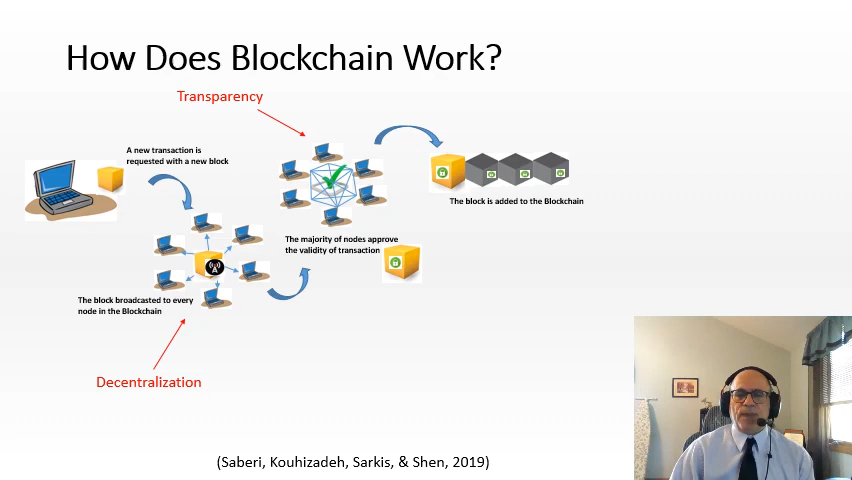 How Does Blockchain Work?
Transparency
A new transaction is
requested with a new block
The block is added to the Blockchain
The majority of nodes approve
the validity of transaction
The block broadcasted to every
node in the Blockchain
Decentralization
(Saberi, Kouhizadeh, Sarkis, & Shen, 2019)